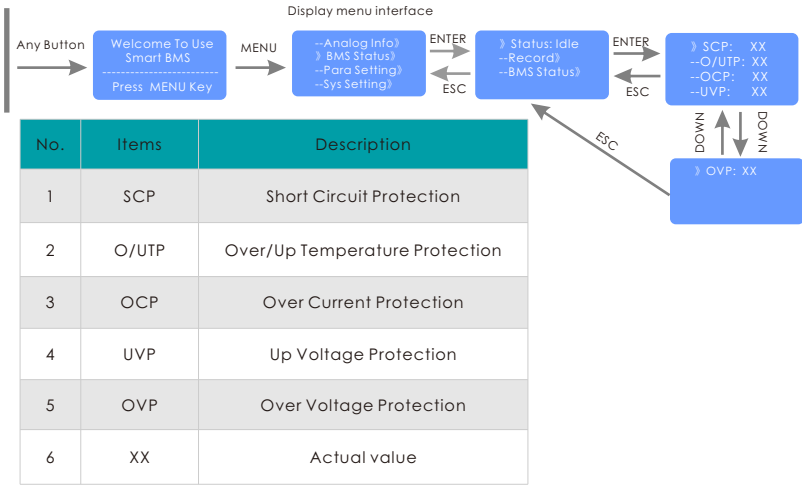 Display menu interface
Any Button
Welcome To Use
Smart BMS
---------------------
Press MENU Key
MENU
--Analog Info》
》BMS Status》
--Para Setting》
--Sys Setting》
ENTER
ESC
》Status: Idle
--Record》
--BMS Status》
ENTER
ESC
》SCP: XX
--O/UTP: XX
--OCP: XX
--UVP: XX
DOWN
DOWN
ESC
》OVP: XX
No. Items Description
1 SCP Short Circuit Protection
2 O/UTP Over/Up Temperature Protection
3 OCP Over Current Protection
4 UVP Up Voltage Protection
5 OVP Over Voltage Protection
6 XX Actual value